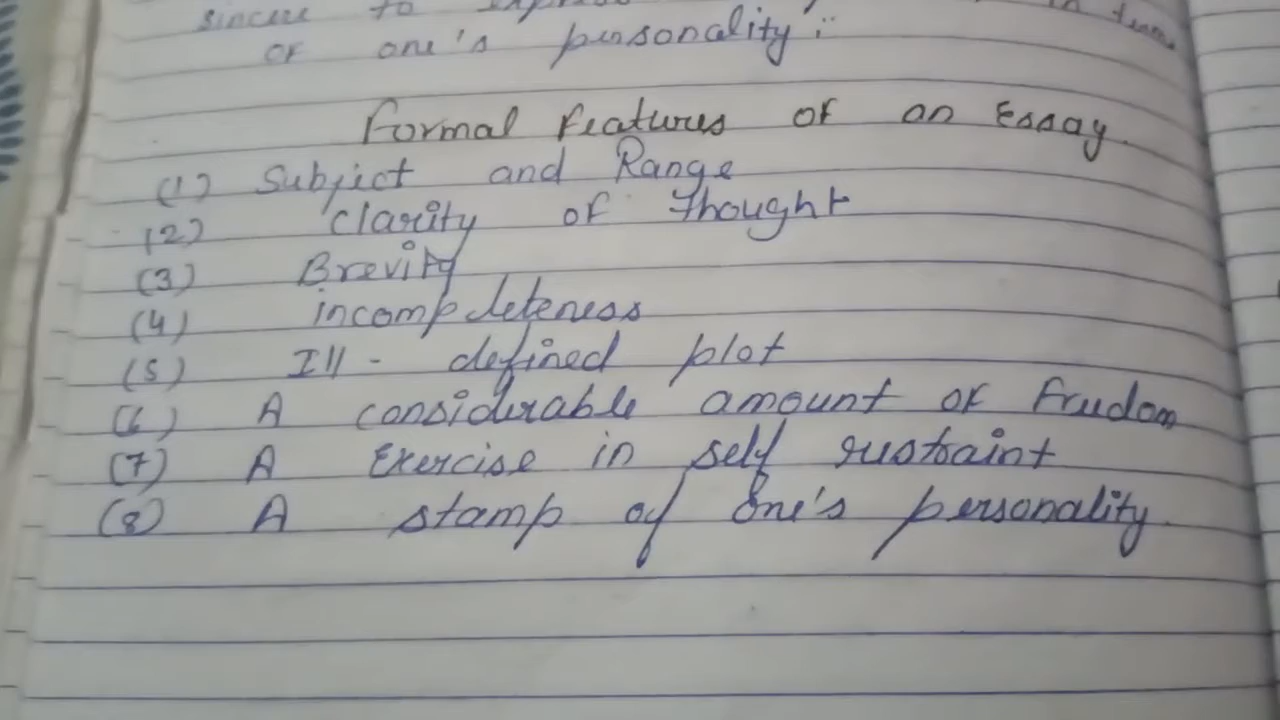 sincere to
of one's personality".
Formal Features of an Essay.
(1) Subject and Range
(2) Clarity of Thought
(3) Brevity
(4) incompleteness
(5) Ill - defined plot
(6) A considerable amount of Freedom
(7) A Exercise in self restraint
(8) A stamp of One's personality.